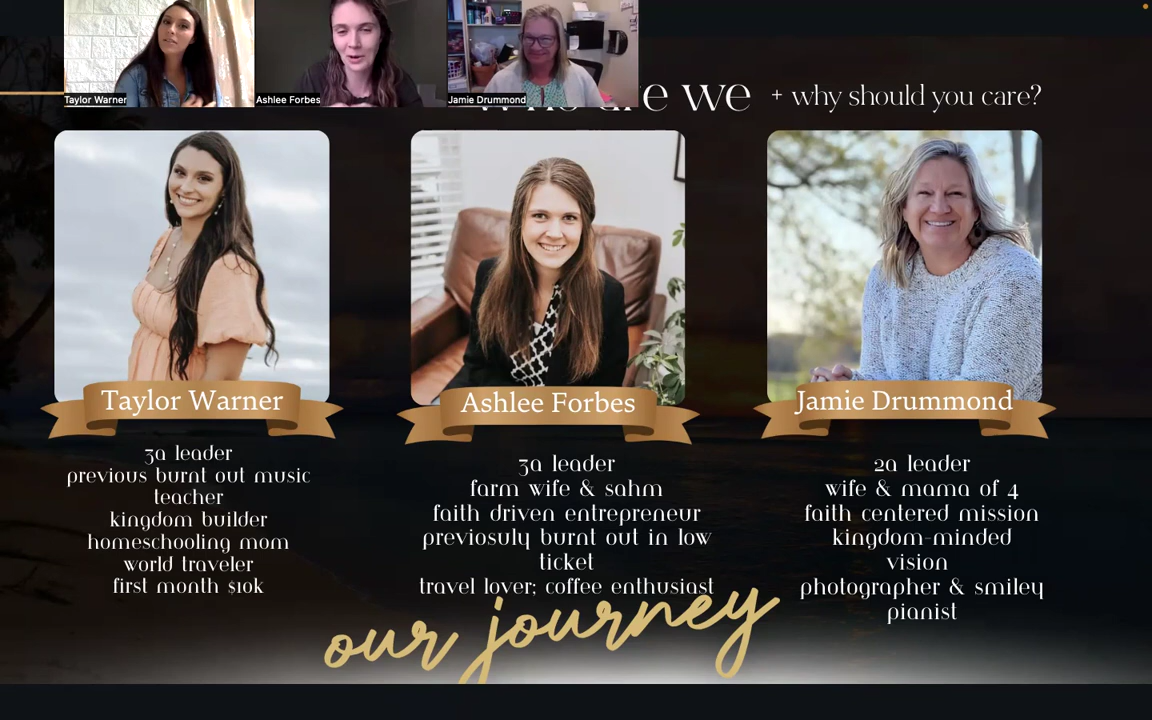 Taylor Warner
Ashlee Forbes
Jamie Drummond
are we + why should you care?
Taylor Warner
3a leader
previous burnt out music
teacher
kingdom builder
homeschooling mom
world traveler
first month $10k
Ashlee Forbes
3a leader
farm wife & sahm
faith driven entrepreneur
previosuly burnt out in low
ticket
travel lover; coffee enthusiast
Jamie Drummond
2a leader
wife & mama of 4
faith centered mission
kingdom-minded
vision
photographer & smiley
pianist
our journey